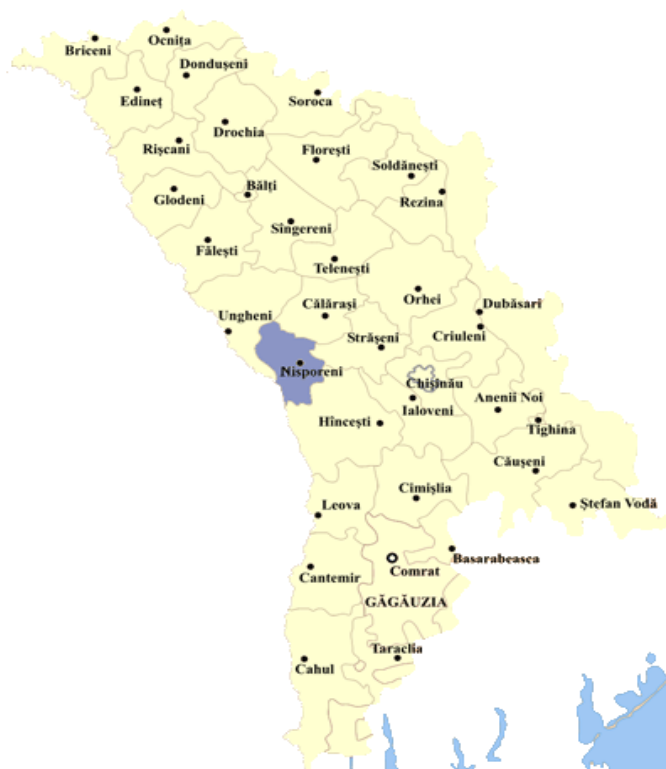 Ocnița
Briceni
Dondușeni
Edineț
Soroca
Drochia
Rîșcani
Florești
Soldănești
Bălți
Glodeni
Rezina
Sîngereni
Fălești
Telenești
Orhei
Călărași
Dubăsari
Ungheni
Strășeni
Criuleni
Nisporeni
Chișinău
Anenii Noi
Ialoveni
Hîncești
Tighina
Căușeni
Cimișlia
Leova
Ștefan Vodă
Basarabeasca
Comrat
Cantemir
GĂGĂUZIA
Taraclia
Cahul